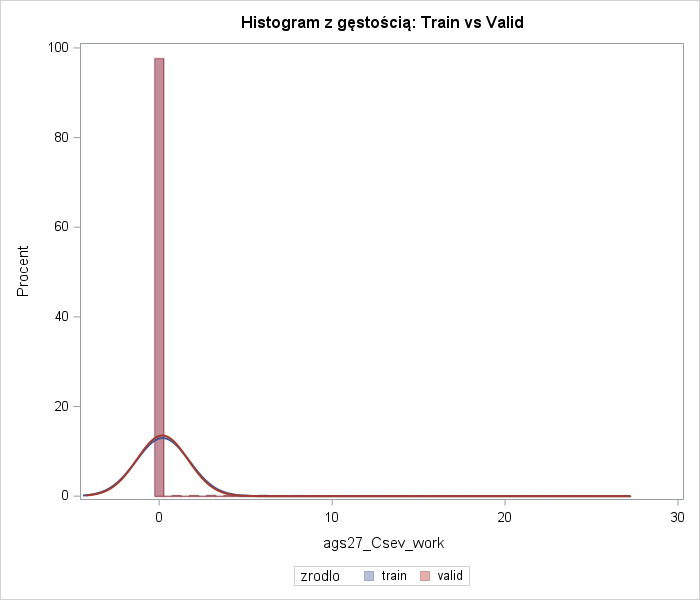 Histogram z gęstością: Train vs Valid
100
80
60
40
20
0
Procent
0 10 20 30
ags27_Csev_work
zrodlo train valid